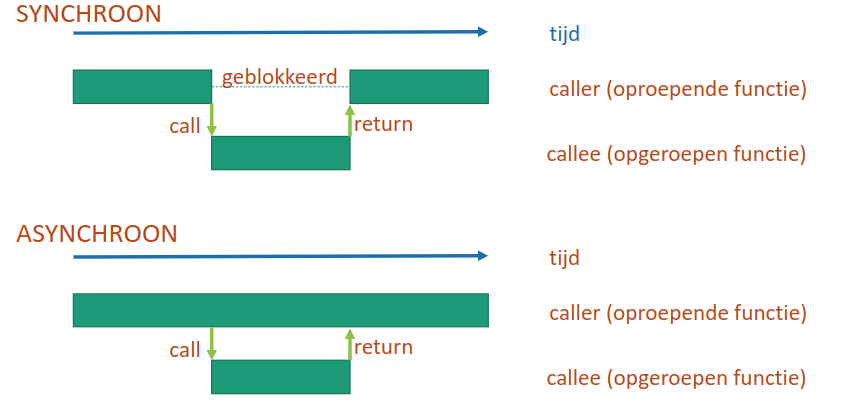 SYNCHROON
tijd
geblokkeerd
caller (oproepende functie)
call
return
callee (opgeroepen functie)
ASYNCHROON
tijd
caller (oproepende functie)
call
return
callee (opgeroepen functie)